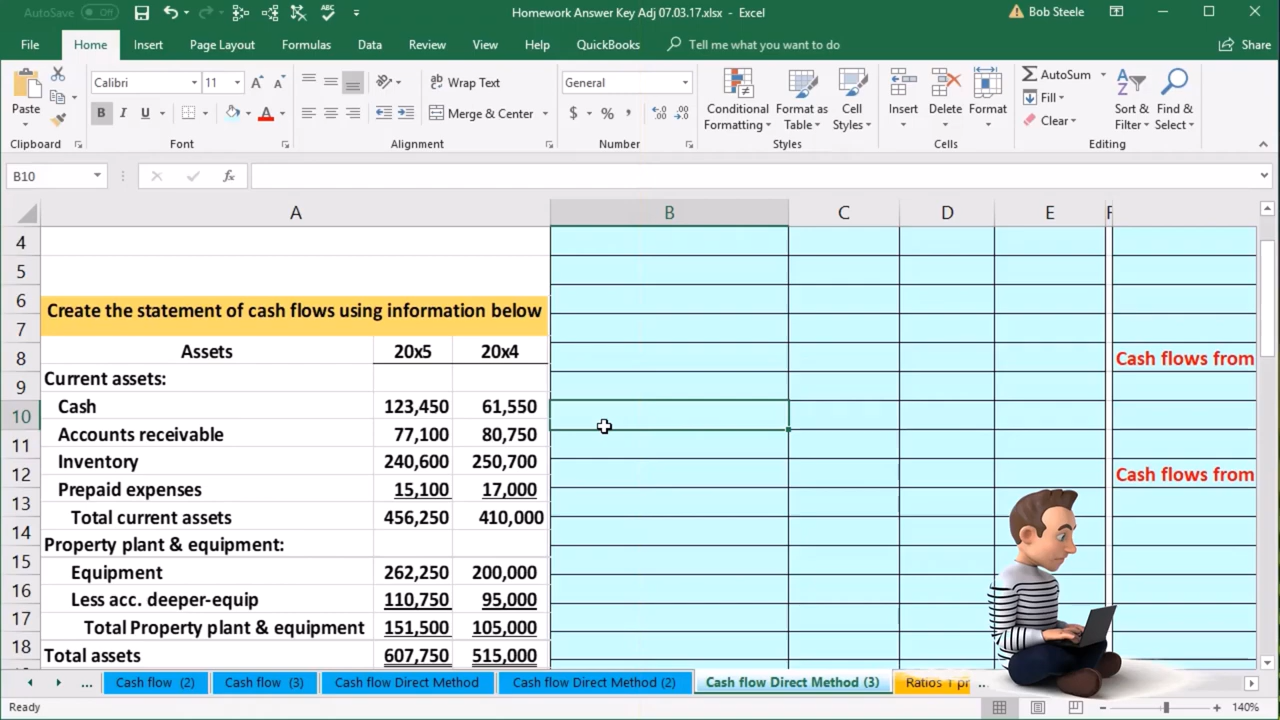 AutoSave Off
Homework Answer Key Adj 07.03.17.xlsx - Excel
Bob Steele
File Home Insert Page Layout Formulas Data Review View Help QuickBooks Tell me what you want to do Share
Paste
Calibri 11
B I U
Wrap Text
Merge & Center
General
$ % ,
Conditional Formatting
Format as Table
Cell Styles
Insert
Delete
Format
AutoSum
Fill
Clear
Sort & Filter
Find & Select
Clipboard Font Alignment Number Styles Cells Editing
B10 fx
A B C D E F
4
5
6
Create the statement of cash flows using information below
7
8 Assets 20x5 20x4 Cash flows from
9 Current assets:
10 Cash 123,450 61,550
11 Accounts receivable 77,100 80,750
12 Inventory 240,600 250,700 Cash flows from
13 Prepaid expenses 15,100 17,000
14 Total current assets 456,250 410,000
15 Property plant & equipment:
16 Equipment 262,250 200,000
17 Less acc. deeper-equip 110,750 95,000
18 Total Property plant & equipment 151,500 105,000
Total assets 607,750 515,000
... Cash flow (2) Cash flow (3) Cash flow Direct Method Cash flow Direct Method (2) Cash flow Direct Method (3) Ratios 1 pr ...
Ready 140%